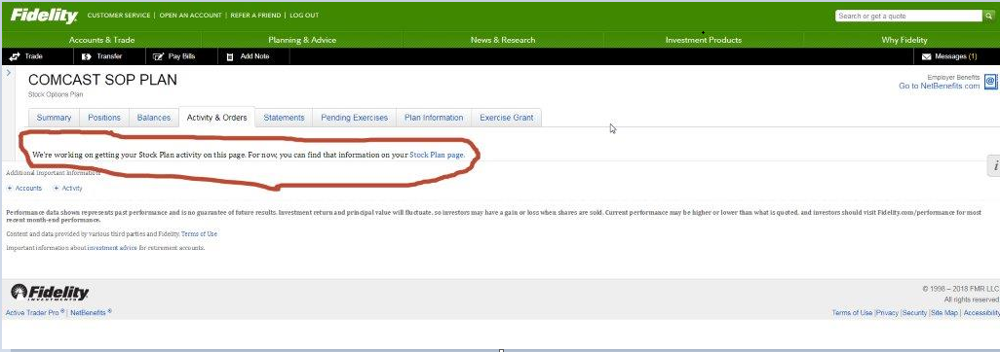 Fidelity CUSTOMER SERVICE | OPEN AN ACCOUNT | REFER A FRIEND | LOG OUT Search or get a quote
Accounts & Trade Planning & Advice News & Research Investment Products Why Fidelity
Trade Transfer Pay Bills Add Note Messages (1)
COMCAST SOP PLAN
Stock Options Plan
Employer Benefits
Go to NetBenefits.com
Summary Positions Balances Activity & Orders Statements Pending Exercises Plan Information Exercise Grant
We're working on getting your Stock Plan activity on this page. For now, you can find that information on your Stock Plan page.
i
Additional Important Information
+ Accounts + Activity
Performance data shown represents past performance and is no guarantee of future results. Investment return and principal value will fluctuate, so investors may have a gain or loss when shares are sold. Current performance may be higher or lower than what is quoted, and investors should visit Fidelity.com/performance for most
recent month-end performance.
Content and data provided by various third parties and Fidelity. Terms of Use
Important information about investment advice for retirement accounts.
Fidelity
INVESTMENTS
© 1998 – 2018 FMR LLC
All rights reserved
Active Trader Pro ® | NetBenefits ® Terms of Use |Privacy |Security |Site Map | Accessibility